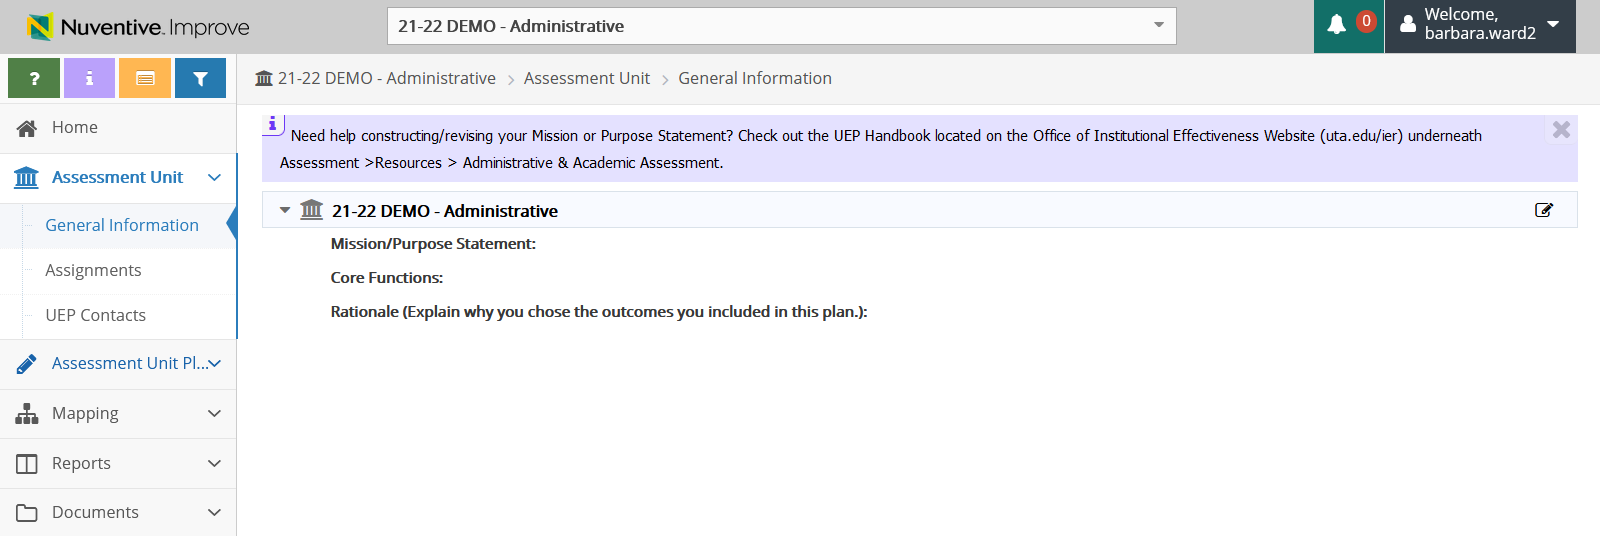 Nuventive Improve
21-22 DEMO - Administrative
0
Welcome,
barbara.ward2
?
i
21-22 DEMO - Administrative > Assessment Unit > General Information
Home
Assessment Unit
General Information
Assignments
UEP Contacts
Assessment Unit Pl...
Mapping
Reports
Documents
i
Need help constructing/revising your Mission or Purpose Statement? Check out the UEP Handbook located on the Office of Institutional Effectiveness Website (uta.edu/ier) underneath
Assessment >Resources > Administrative & Academic Assessment.
21-22 DEMO - Administrative
Mission/Purpose Statement:
Core Functions:
Rationale (Explain why you chose the outcomes you included in this plan.):